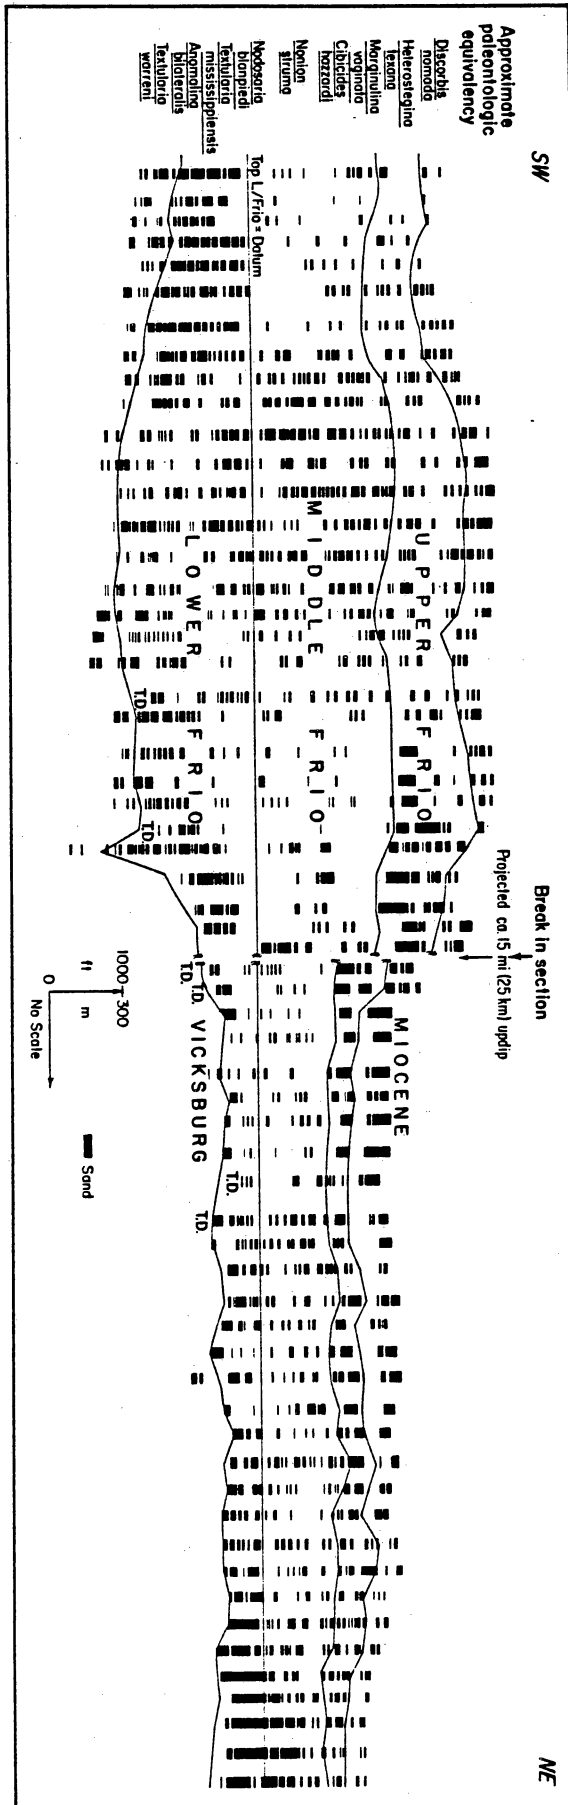 SW
NE
Approximate
paleontologic
equivalency
Discorbis
nomada
Heterostegina
texana
Marginulina
vaginata
Cibicides
hazzardi
Nonion
struma
Nodosaria
blanpiedi
Textularia
mississippiensis
Anomalina
bilateralis
Textularia
warreni
Top L./Frio = Datum
Break in section
Projected ca. 15 mi (25 km) updip
UPPER FRIO
MIDDLE FRIO
LOWER FRIO
MIOCENE
VICKSBURG
T.D.
T.D.
T.D.
T.D.
T.D.
T.D.
1000 300
ft m
0
No Scale
Sand